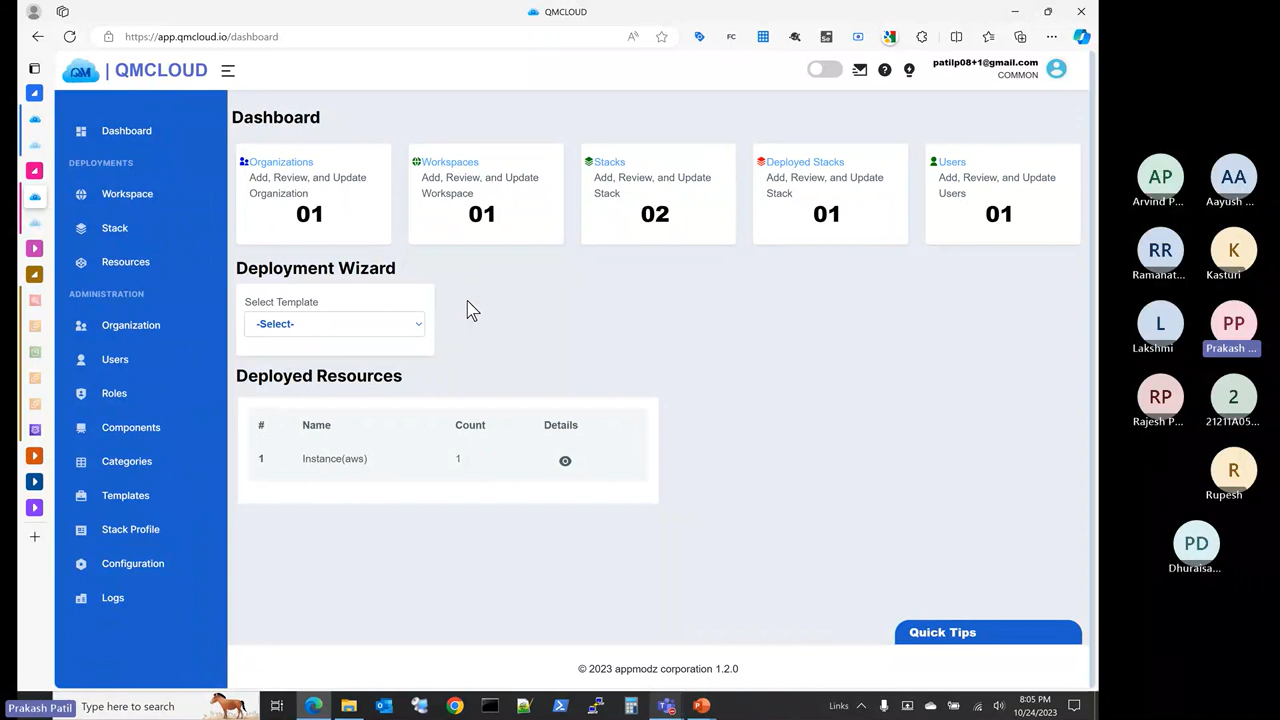 QMCLOUD
https://app.qmcloud.io/dashboard
FC
QM | QMCLOUD
patilp08+1@gmail.com
COMMON
Dashboard
DEPLOYMENTS
Workspace
Stack
Resources
ADMINISTRATION
Organization
Users
Roles
Components
Categories
Templates
Stack Profile
Configuration
Logs
Dashboard
Organizations
Add, Review, and Update
Organization
01
Workspaces
Add, Review, and Update
Workspace
01
Stacks
Add, Review, and Update
Stack
02
Deployed Stacks
Add, Review, and Update
Stack
01
Users
Add, Review, and Update
Users
01
Deployment Wizard
Select Template
-Select-
Deployed Resources
# Name Count Details
1 Instance(aws) 1
Quick Tips
© 2023 appmodz corporation 1.2.0
AP
Arvind P...
AA
Aayush ...
RR
Ramanat...
K
Kasturi
L
Lakshmi
PP
Prakash ...
RP
Rajesh P...
2
2121TA05...
R
Rupesh
PD
Dhuraisa...
Prakash Patil
Type here to search
Links
8:05 PM
10/24/2023